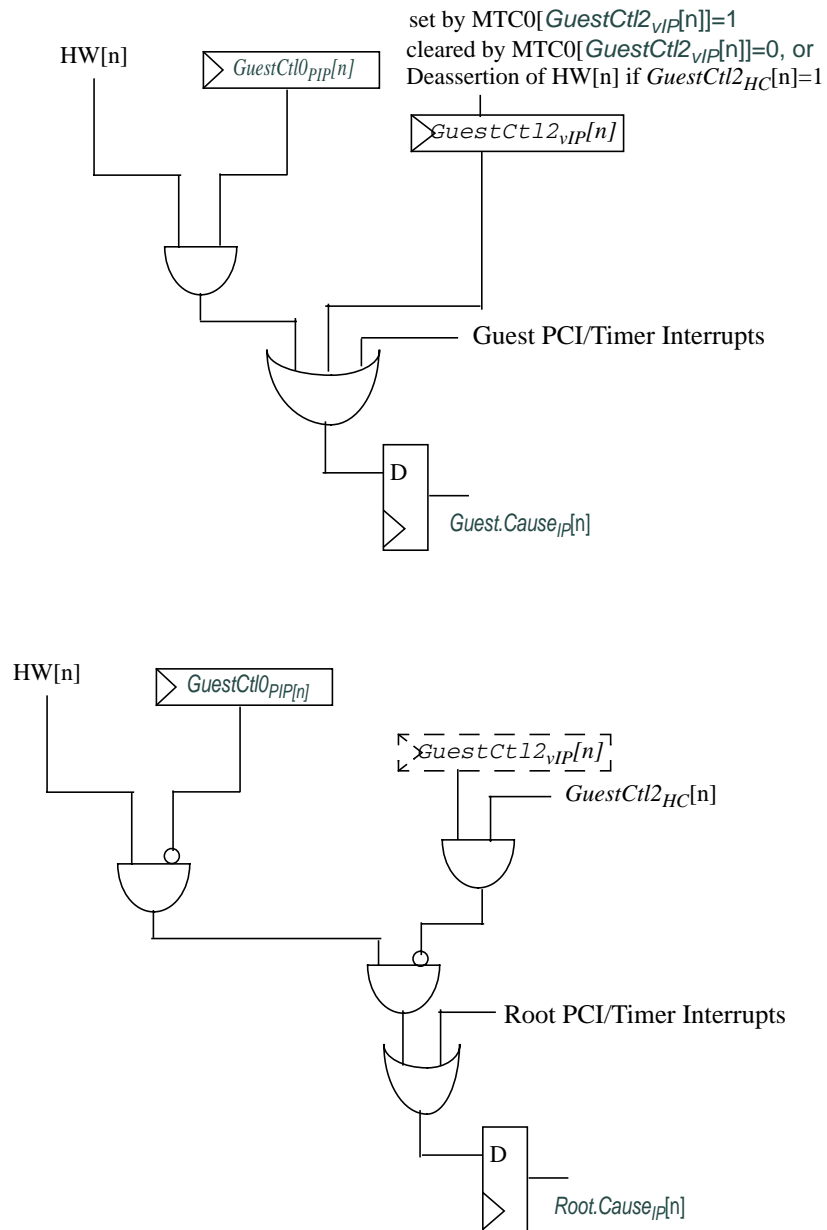 set by MTC0[GuestCtl2vIP[n]]=1
cleared by MTC0[GuestCtl2vIP[n]]=0, or
Deassertion of HW[n] if GuestCtl2HC[n]=1
HW[n]
GuestCtl0PIP[n]
GuestCtl2vIP[n]
Guest PCI/Timer Interrupts
D
Guest.CauseIP[n]
HW[n]
GuestCtl0PIP[n]
GuestCtl2vIP[n]
GuestCtl2HC[n]
Root PCI/Timer Interrupts
D
Root.CauseIP[n]